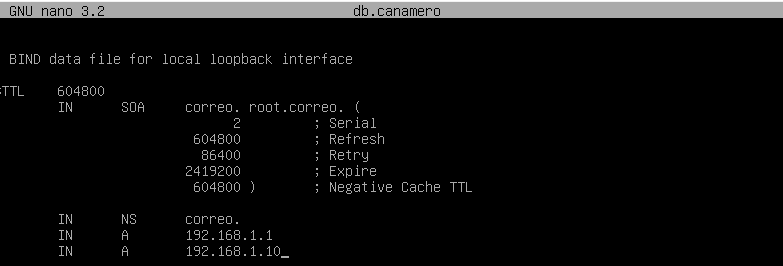 GNU nano 3.2 db.canamero
BIND data file for local loopback interface
TTL 604800
IN SOA correo. root.correo. (
2 ; Serial
604800 ; Refresh
86400 ; Retry
2419200 ; Expire
604800 ) ; Negative Cache TTL
IN NS correo.
IN A 192.168.1.1
IN A 192.168.1.10_